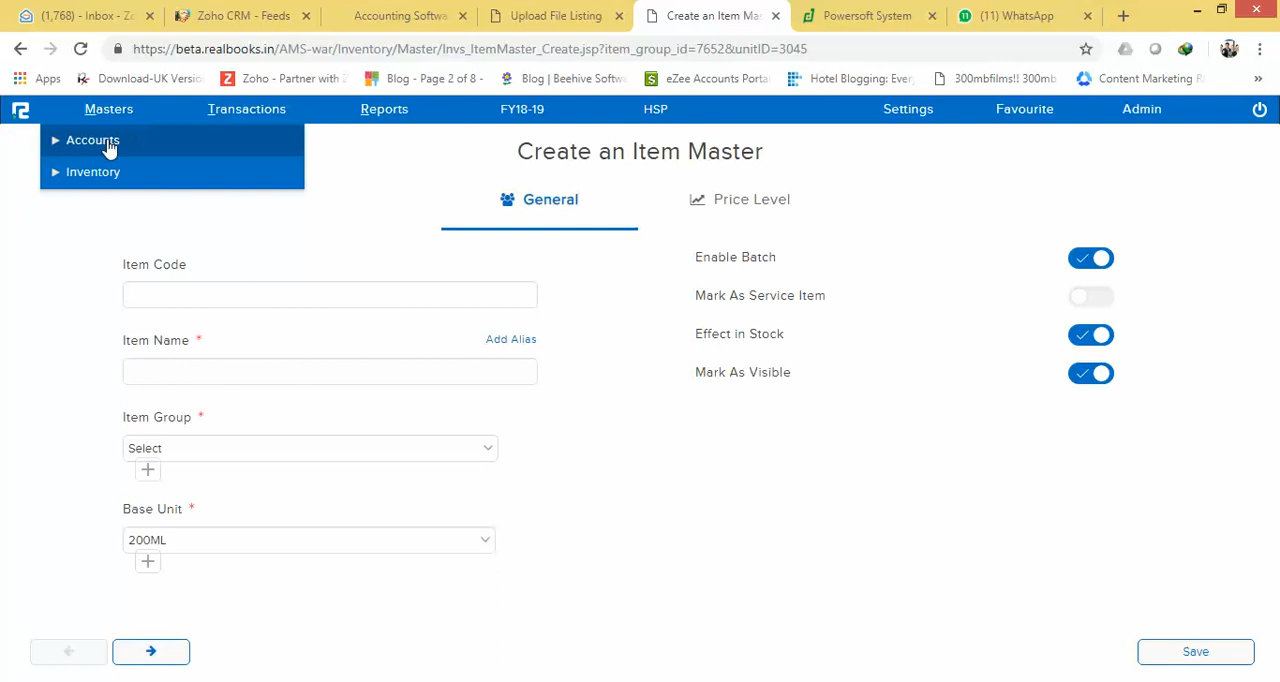 (1,768) - Inbox - Zo
Zoho CRM - Feeds
Accounting Softwa
Upload File Listing
Create an Item Mas
Powersoft System
(11) WhatsApp
https://beta.realbooks.in/AMS-war/Inventory/Master/Invs_ItemMaster_Create.jsp?item_group_id=7652&unitID=3045
Apps
Download-UK Versio
Zoho - Partner with Z
Blog - Page 2 of 8 -
Blog | Beehive Softw
eZee Accounts Porta
Hotel Blogging: Ever
300mbfilms!! 300mb
Content Marketing R
Masters
Transactions
Reports
FY18-19
HSP
Settings
Favourite
Admin
Accounts
Inventory
Create an Item Master
General
Price Level
Item Code
Item Name *
Add Alias
Item Group *
Select
Base Unit *
200ML
Enable Batch
Mark As Service Item
Effect in Stock
Mark As Visible
Save